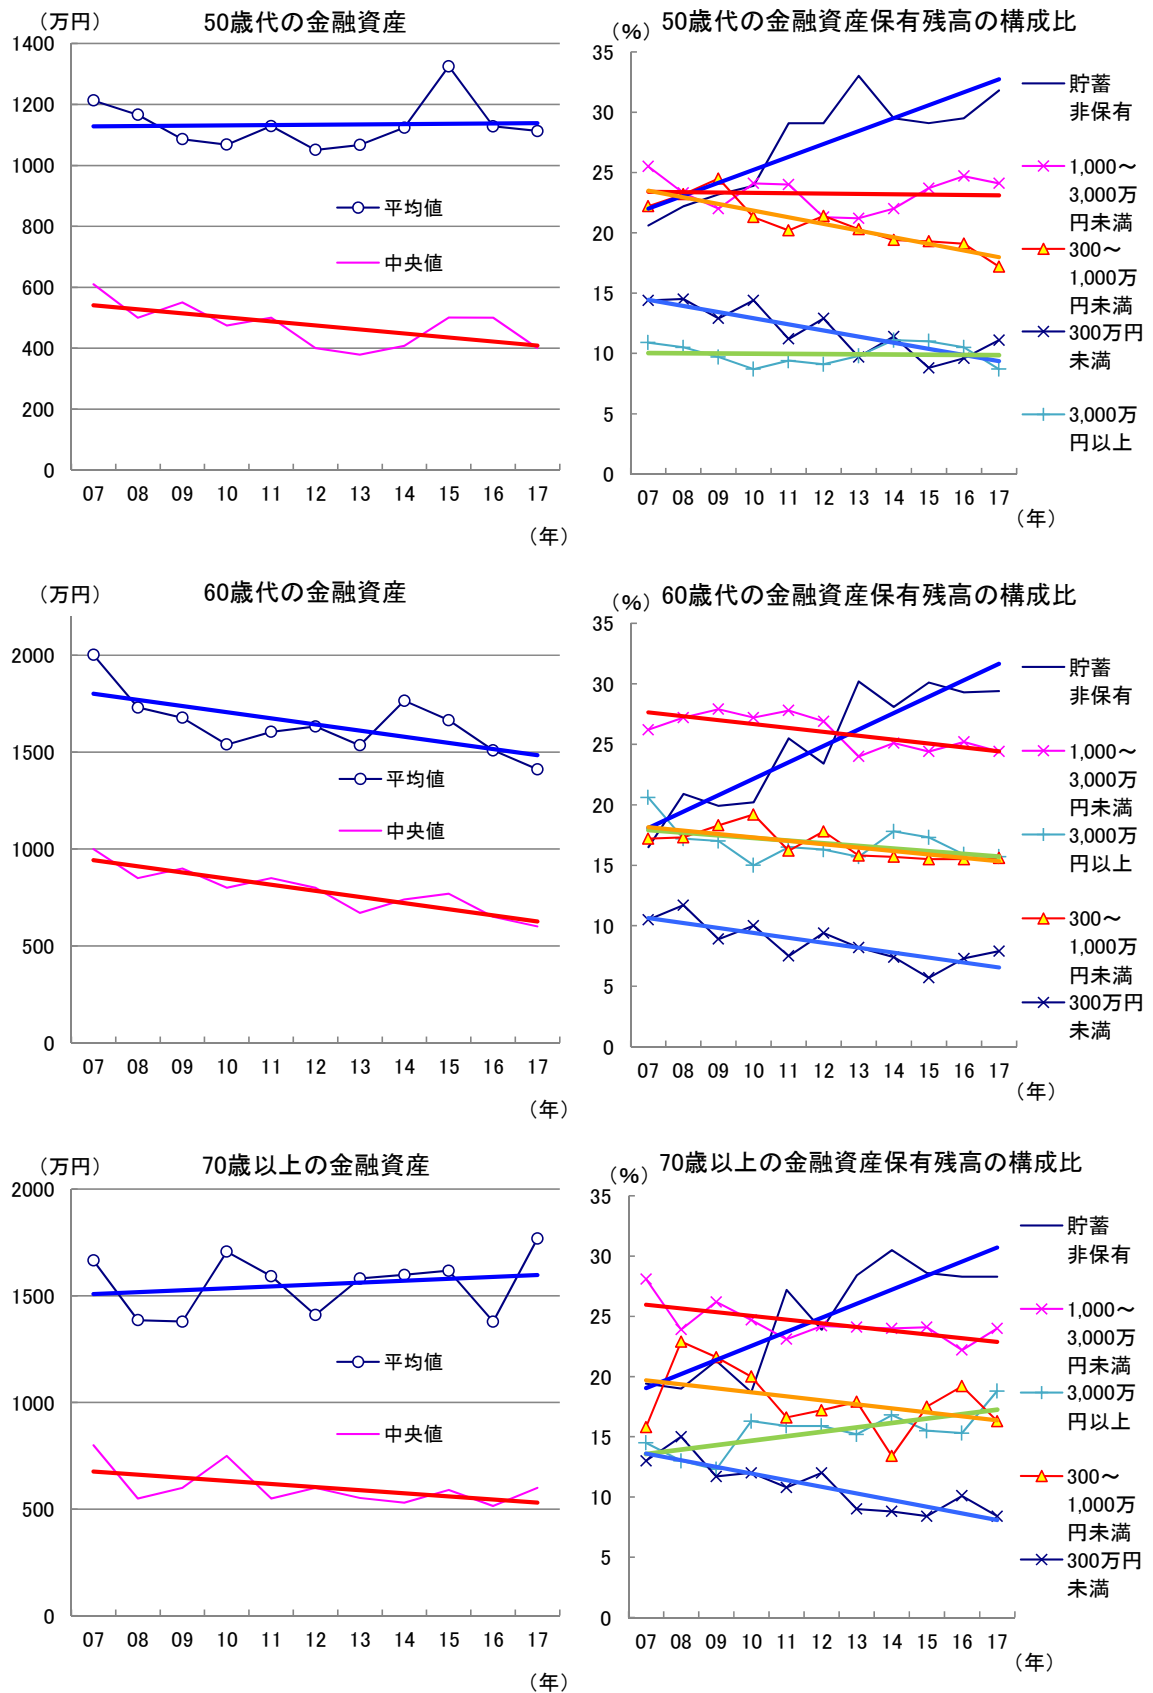 （万円）
50歳代の金融資産
1400
1200
1000
800
600
400
200
0
平均値
中央値
07 08 09 10 11 12 13 14 15 16 17
（年）
50歳代の金融資産保有残高の構成比
（％）
35
30
25
20
15
10
5
0
貯蓄
非保有
1,000～
3,000万
円未満
300～
1,000万
円未満
300万円
未満
3,000万
円以上
07 08 09 10 11 12 13 14 15 16 17
（年）
（万円）
60歳代の金融資産
2000
1500
1000
500
0
平均値
中央値
07 08 09 10 11 12 13 14 15 16 17
（年）
60歳代の金融資産保有残高の構成比
（％）
35
30
25
20
15
10
5
0
貯蓄
非保有
1,000～
3,000万
円未満
3,000万
円以上
300～
1,000万
円未満
300万円
未満
07 08 09 10 11 12 13 14 15 16 17
（年）
（万円）
70歳以上の金融資産
2000
1500
1000
500
0
平均値
中央値
07 08 09 10 11 12 13 14 15 16 17
（年）
70歳以上の金融資産保有残高の構成比
（％）
35
30
25
20
15
10
5
0
貯蓄
非保有
1,000～
3,000万
円未満
3,000万
円以上
300～
1,000万
円未満
300万円
未満
07 08 09 10 11 12 13 14 15 16 17
（年）